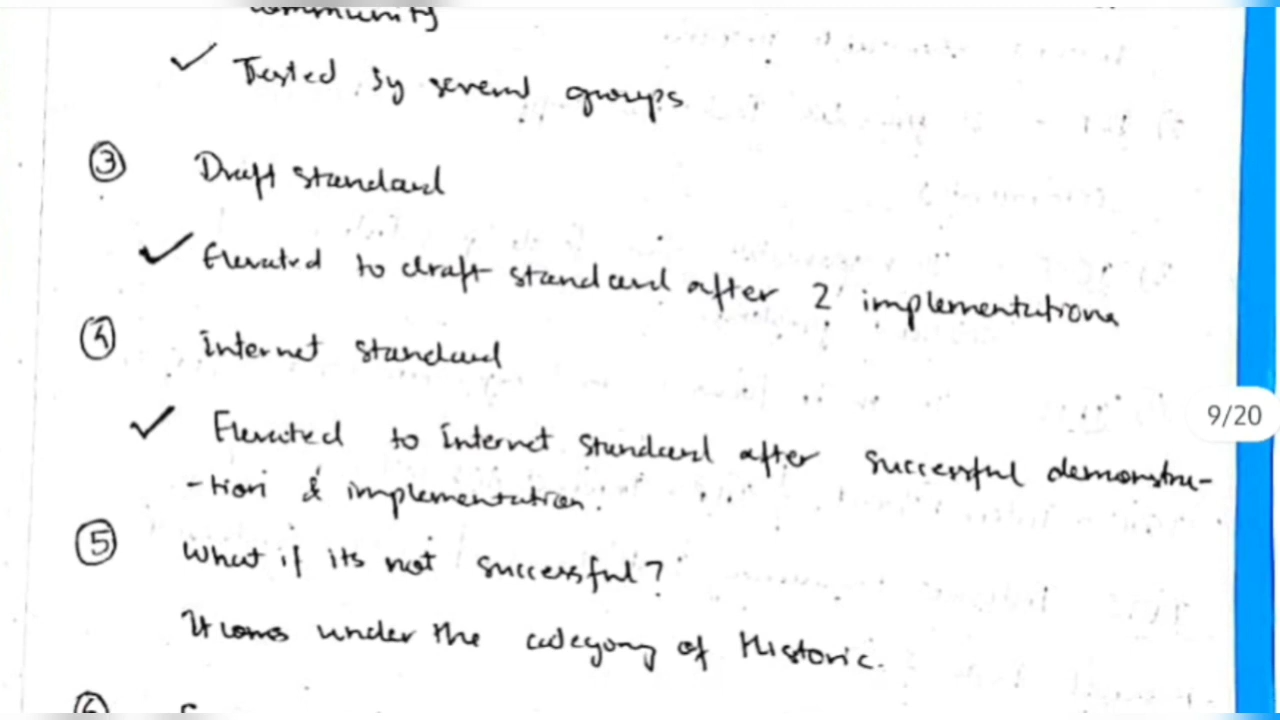 community
✓ Tested by several groups
③ Draft standard
✓ Elevated to draft standard after 2 implementations
④ Internet standard
✓ Elevated to Internet standard after successful demonstra-
-tion & implementation.
⑤ What if its not successful?
It comes under the category of Historic.
⑥
9/20